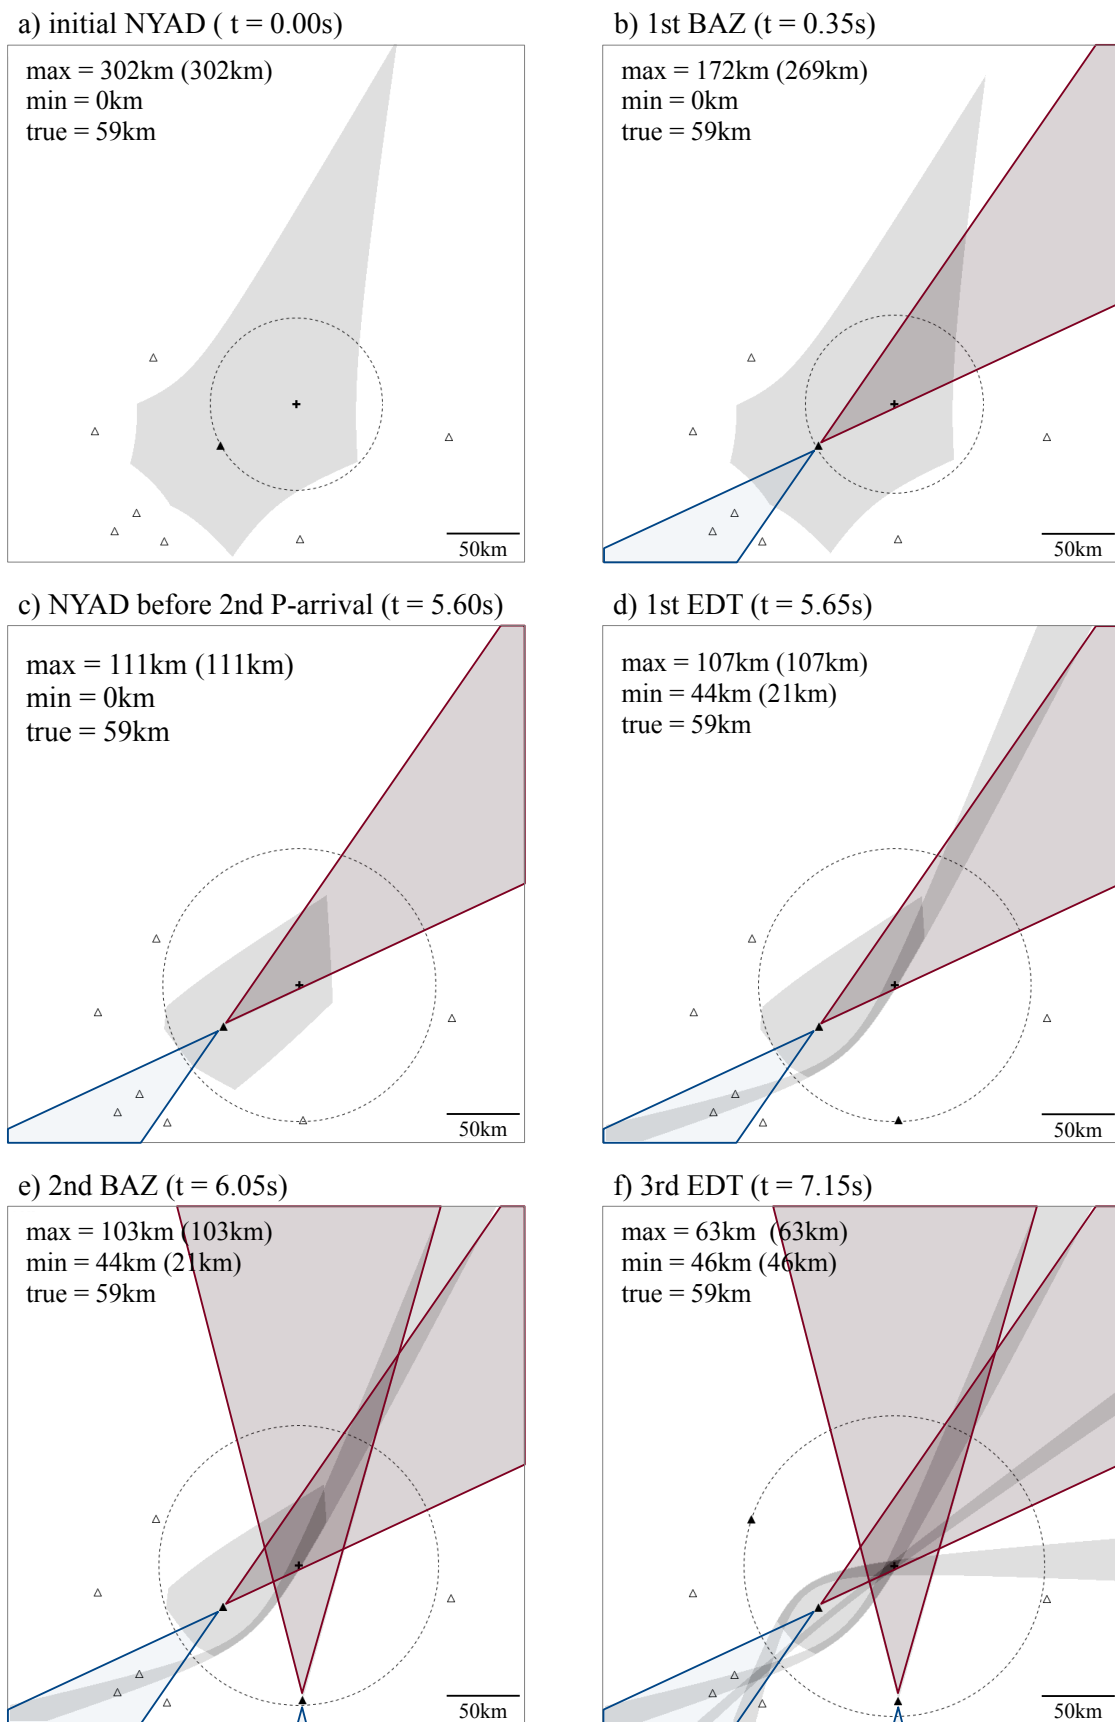 a) initial NYAD ( t = 0.00s)
max = 302km (302km)
min = 0km
true = 59km
50km
b) 1st BAZ (t = 0.35s)
max = 172km (269km)
min = 0km
true = 59km
50km
c) NYAD before 2nd P-arrival (t = 5.60s)
max = 111km (111km)
min = 0km
true = 59km
50km
d) 1st EDT (t = 5.65s)
max = 107km (107km)
min = 44km (21km)
true = 59km
50km
e) 2nd BAZ (t = 6.05s)
max = 103km (103km)
min = 44km (21km)
true = 59km
50km
f) 3rd EDT (t = 7.15s)
max = 63km (63km)
min = 46km (46km)
true = 59km
50km